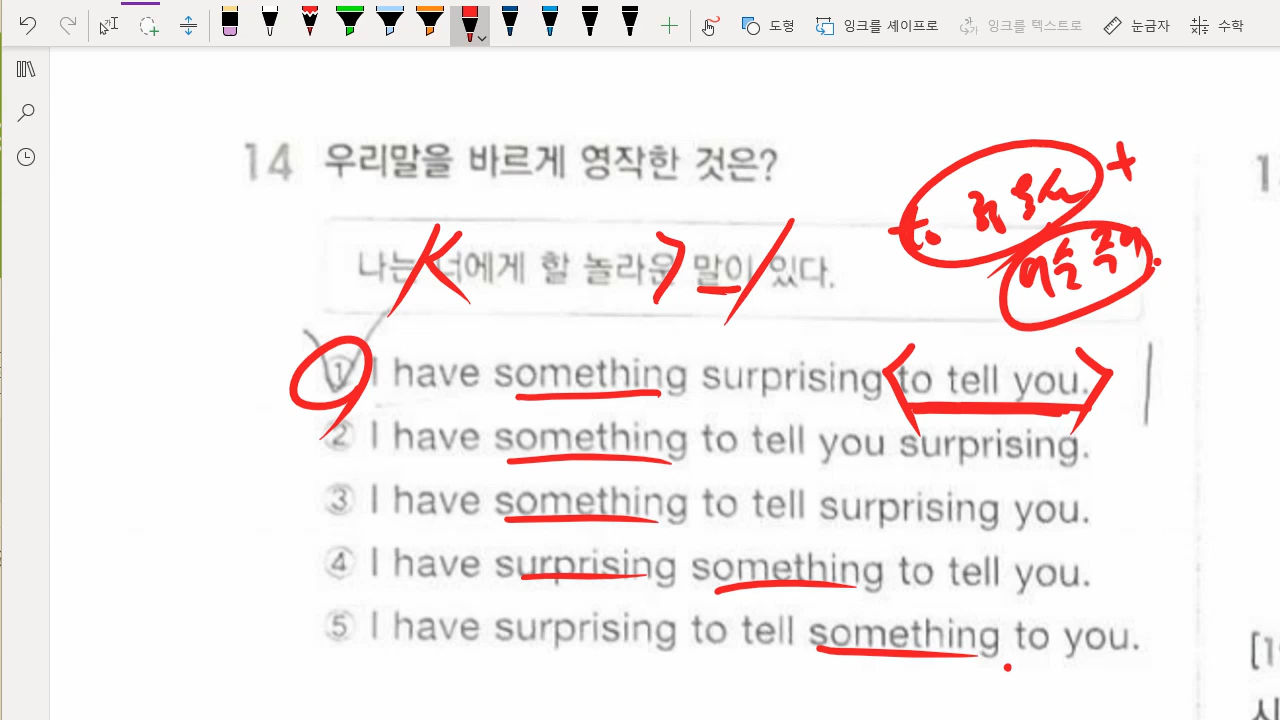 도형
잉크를 셰이프로
잉크를 텍스트로
눈금자
수학
14 우리말을 바르게 영작한 것은?
나는 너에게 할 놀라운 말이 있다.
① I have something surprising to tell you.
② I have something to tell you surprising.
③ I have something to tell surprising you.
④ I have surprising something to tell you.
⑤ I have surprising to tell something to you.